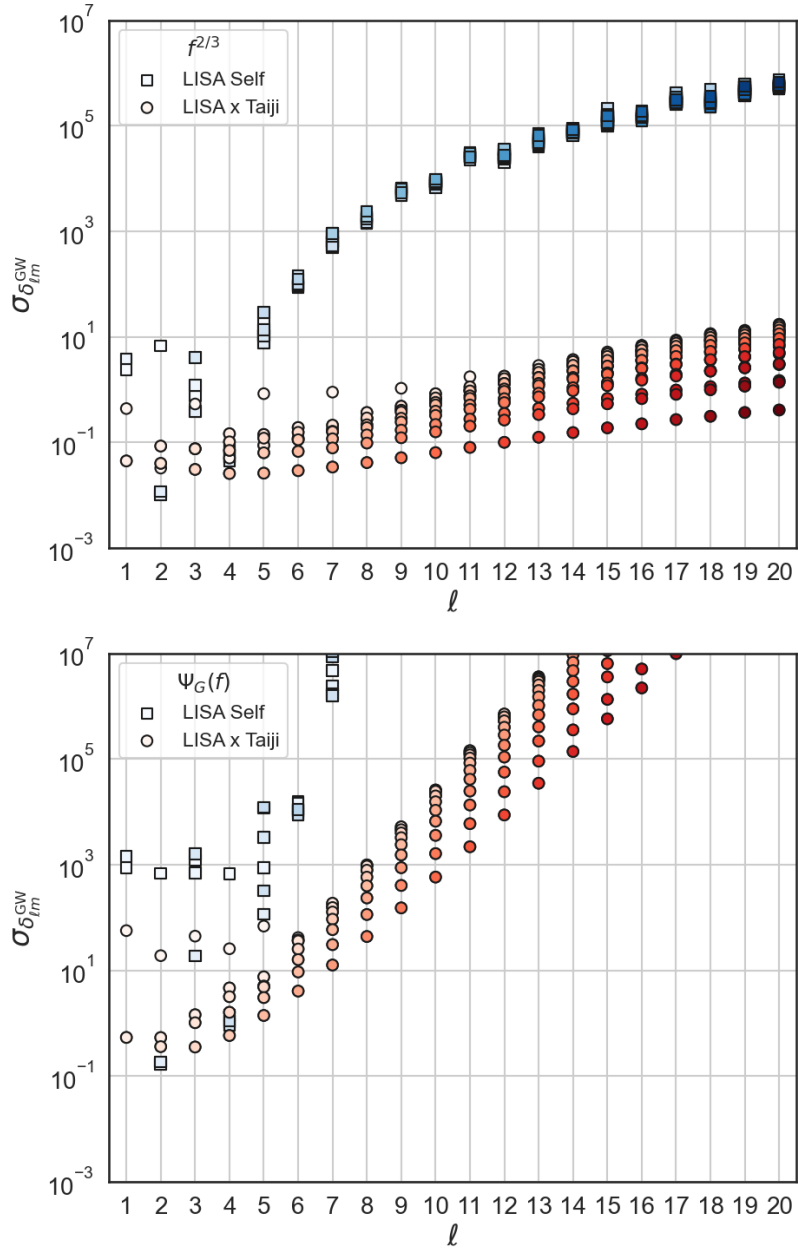 10^7
f^{2/3}
LISA Self
LISA x Taiji
10^5
10^3
σ_{δ_{ℓm}^{GW}}
10^1
10^{-1}
10^{-3}
1 2 3 4 5 6 7 8 9 10 11 12 13 14 15 16 17 18 19 20
ℓ
10^7
Ψ_G(f)
LISA Self
LISA x Taiji
10^5
10^3
σ_{δ_{ℓm}^{GW}}
10^1
10^{-1}
10^{-3}
1 2 3 4 5 6 7 8 9 10 11 12 13 14 15 16 17 18 19 20
ℓ